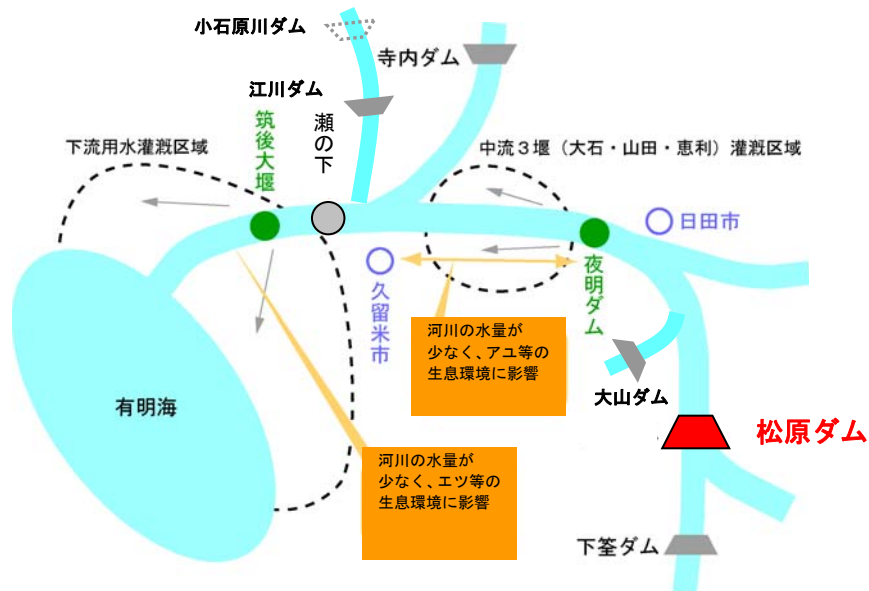 小石原川ダム
寺内ダム
江川ダム
筑後大堰
瀬の下
下流用水灌漑区域
中流3堰(大石・山田・恵利)灌漑区域
日田市
夜明ダム
久留米市
河川の水量が
少なく、アユ等の
生息環境に影響
大山ダム
有明海
松原ダム
河川の水量が
少なく、エツ等の
生息環境に影響
下筌ダム